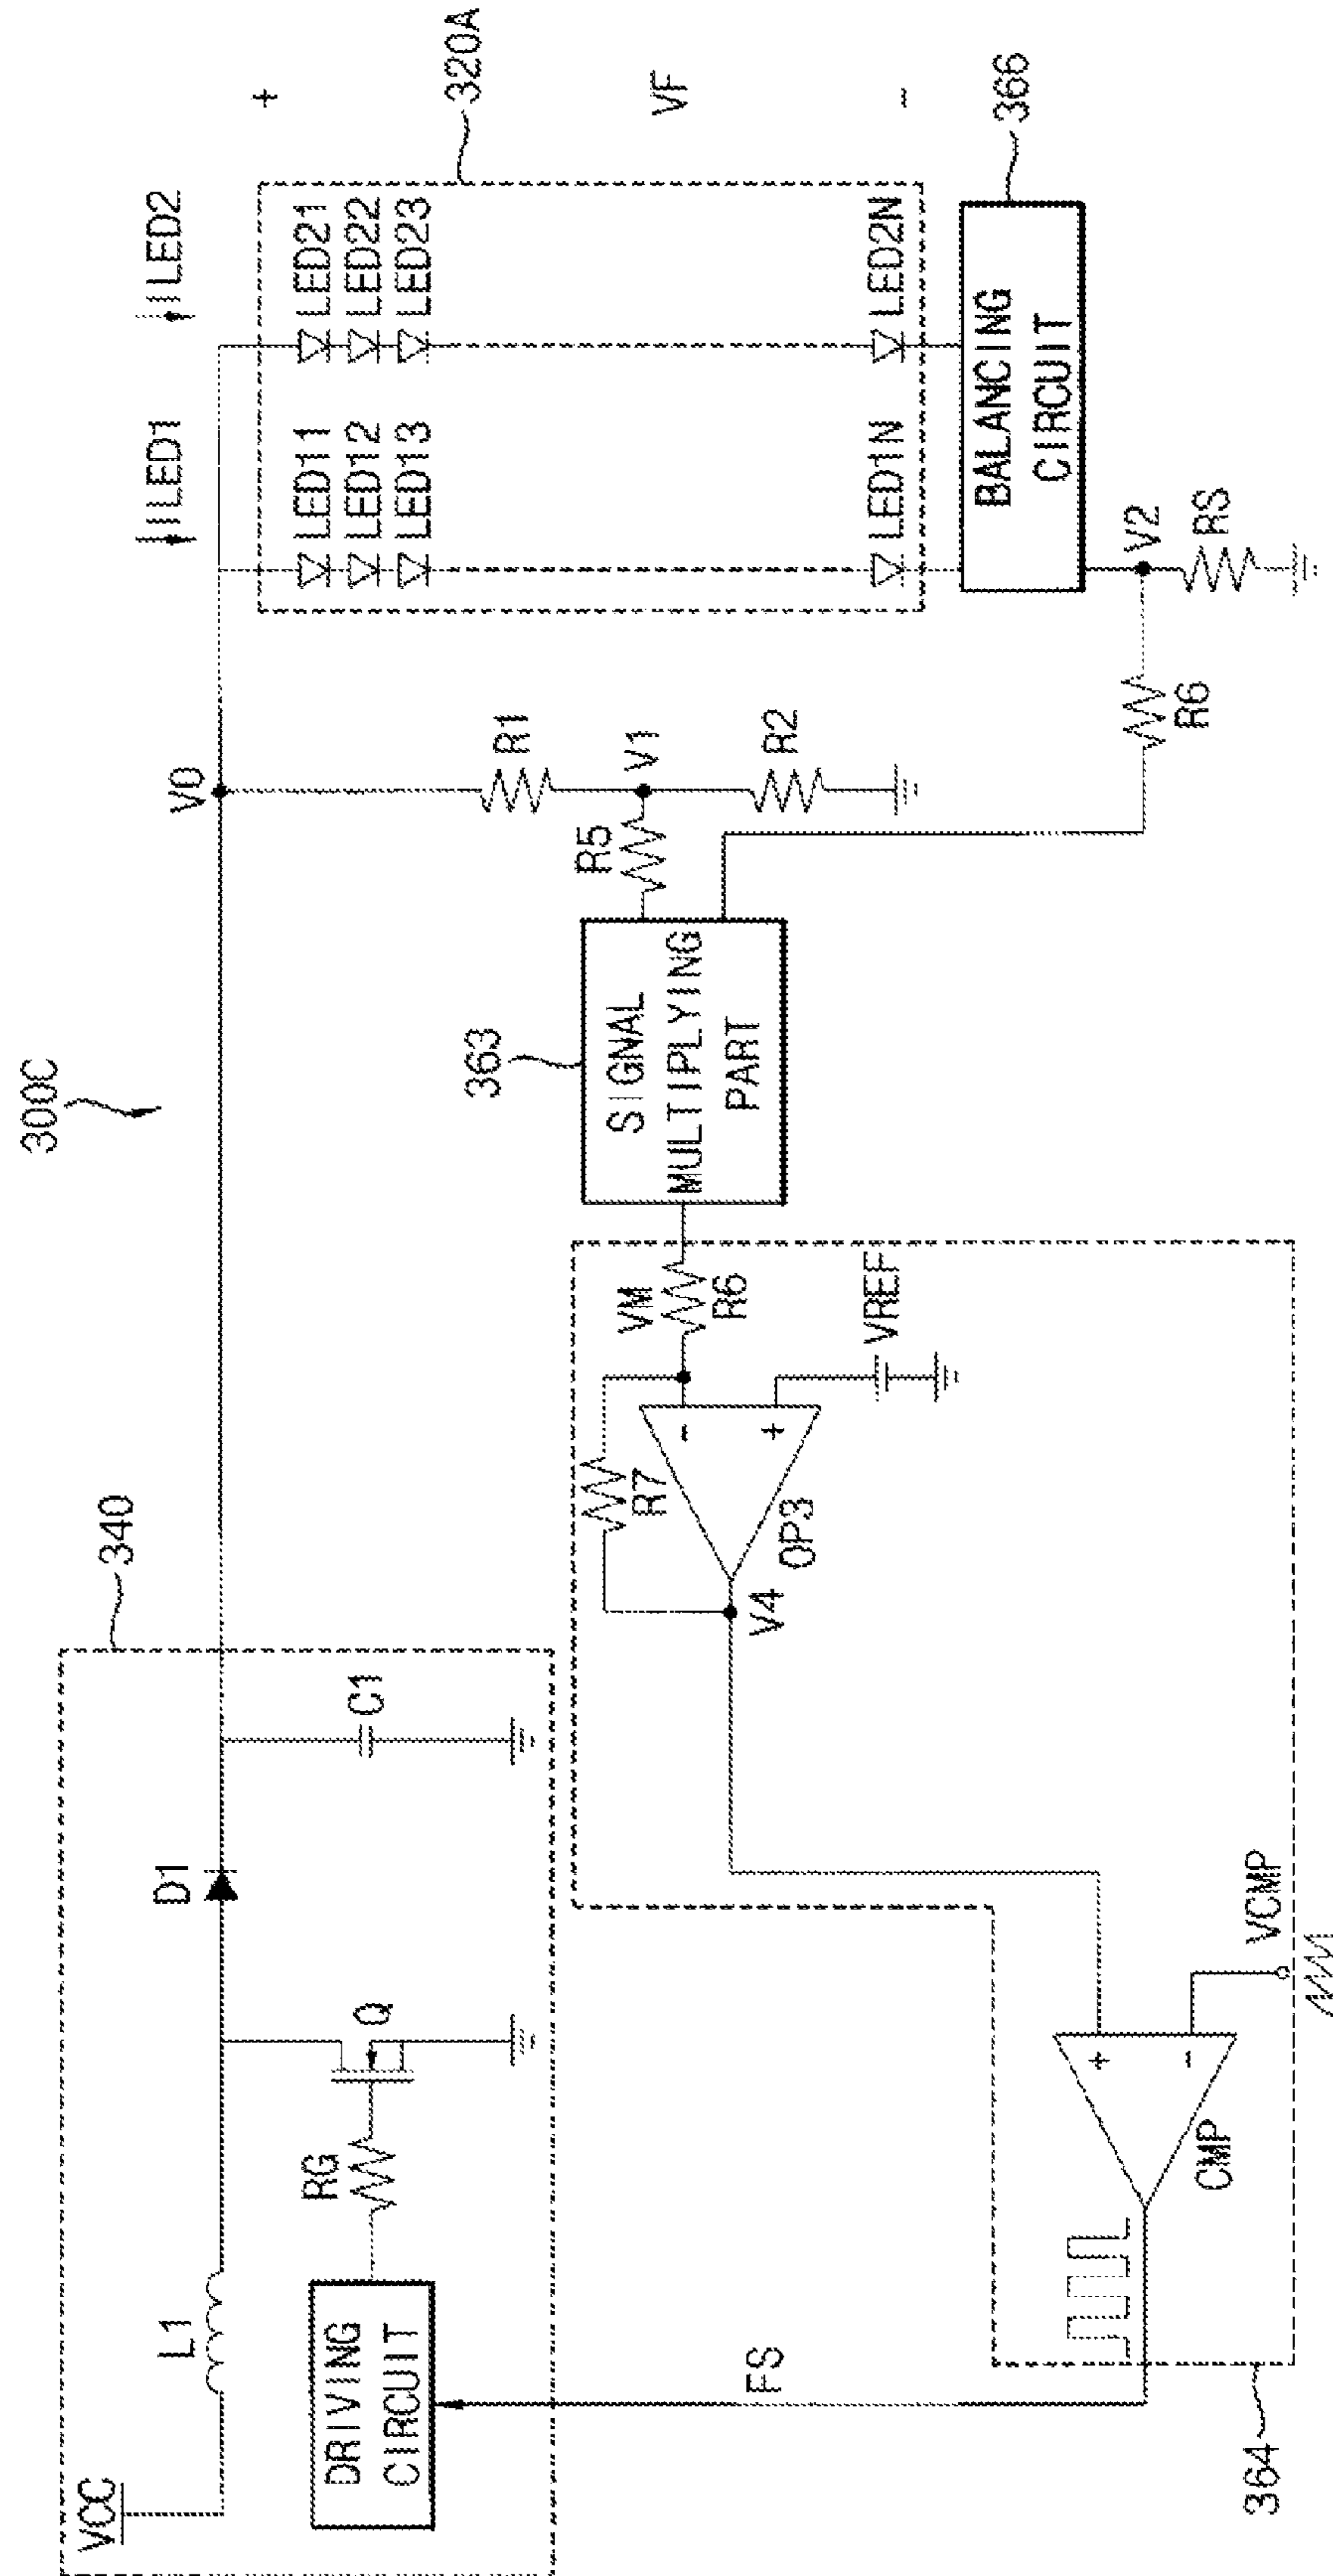 300C
340
VCC
L1
D1
C1
Q
RG
DRIVING
CIRCUIT
FS
VO
ILED1
ILED2
R1
V1
R2
R5
363
SIGNAL
MULTIPLYING
PART
LED11
LED12
LED13
LED1N
LED21
LED22
LED23
LED2N
+
320A
VF
-
366
BALANCING
CIRCUIT
V2
RS
R6
VM
R6
R7
-
+
OP3
VREF
V4
+
-
CMP
VCMP
364